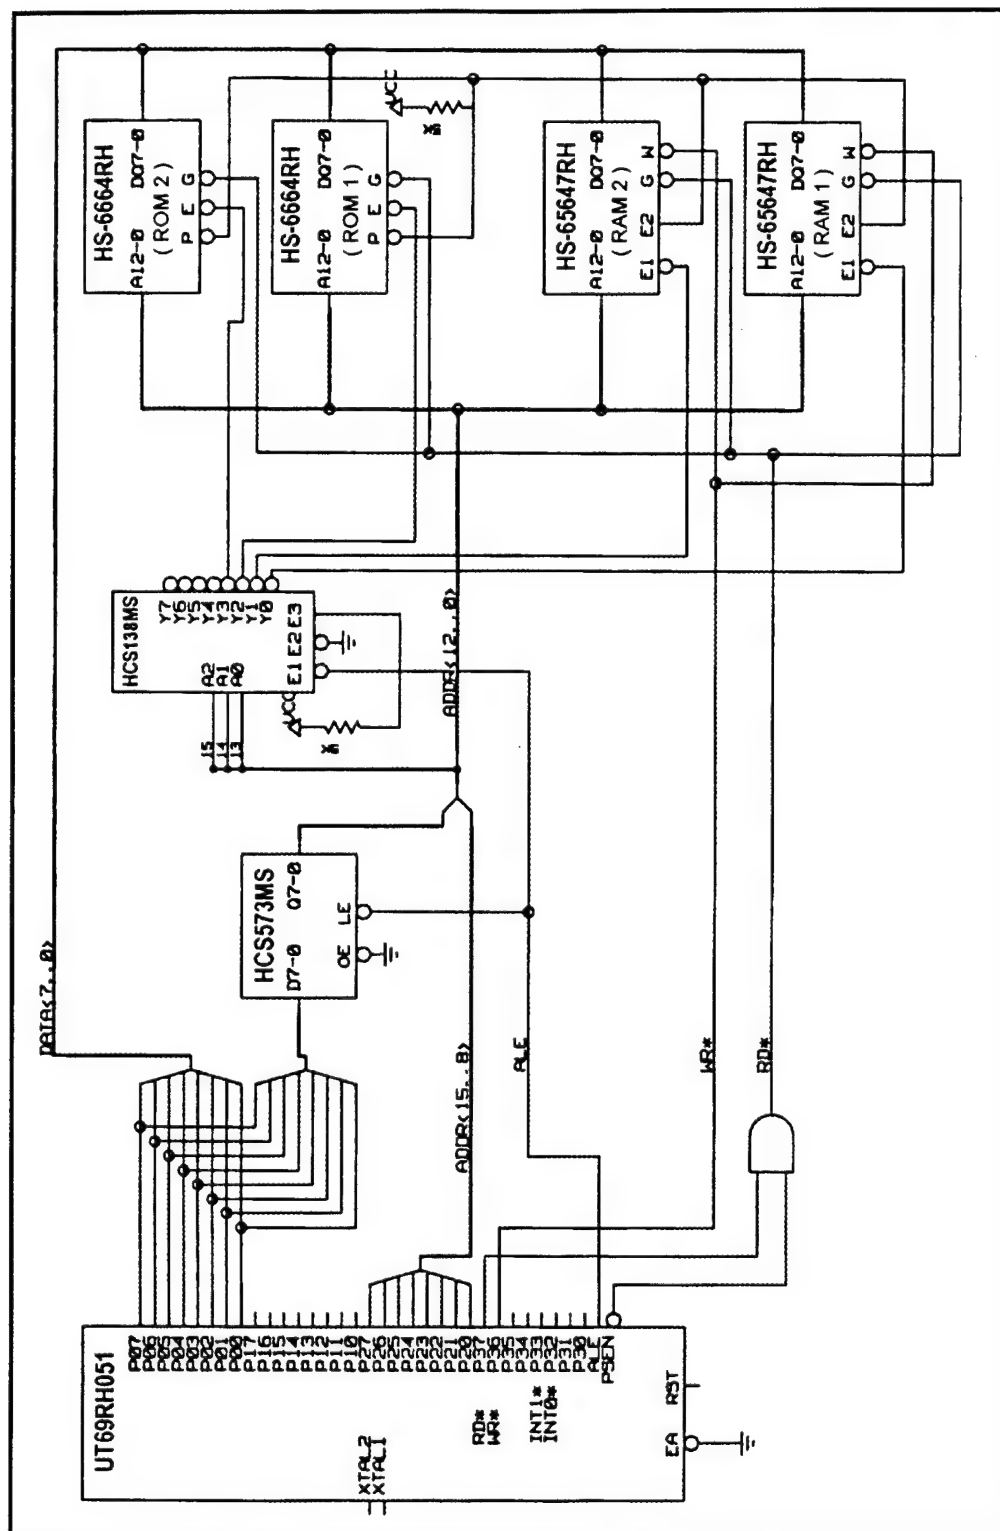 DATA<7..0>
VCC
XΩ
HS-6664RH
(ROM 2)
A12-0
DQ7-0
P
E
G
HS-6664RH
(ROM 1)
A12-0
DQ7-0
P
E
G
HS-65647RH
(RAM 2)
A12-0
DQ7-0
E1
E2
G
W
HS-65647RH
(RAM 1)
A12-0
DQ7-0
E1
E2
G
W
HCS138MS
Y7
Y6
Y5
Y4
Y3
Y2
Y1
Y0
A2
A1
A0
E1
E2
E3
15
14
13
VCC
XΩ
ADDR<12..0>
HCS573MS
D7-0
Q7-0
OE
LE
ADDR<15..8>
ALE
WR*
RD*
UT69RH051
P07
P06
P05
P04
P03
P02
P01
P00
P17
P16
P15
P14
P13
P12
P11
P10
P27
P26
P25
P24
P23
P22
P21
P20
P37
P36
P35
P34
P33
P32
P31
P30
ALE
PSEN
RD*
WR*
INT1*
INT0*
XTAL2
XTAL1
EA
RST